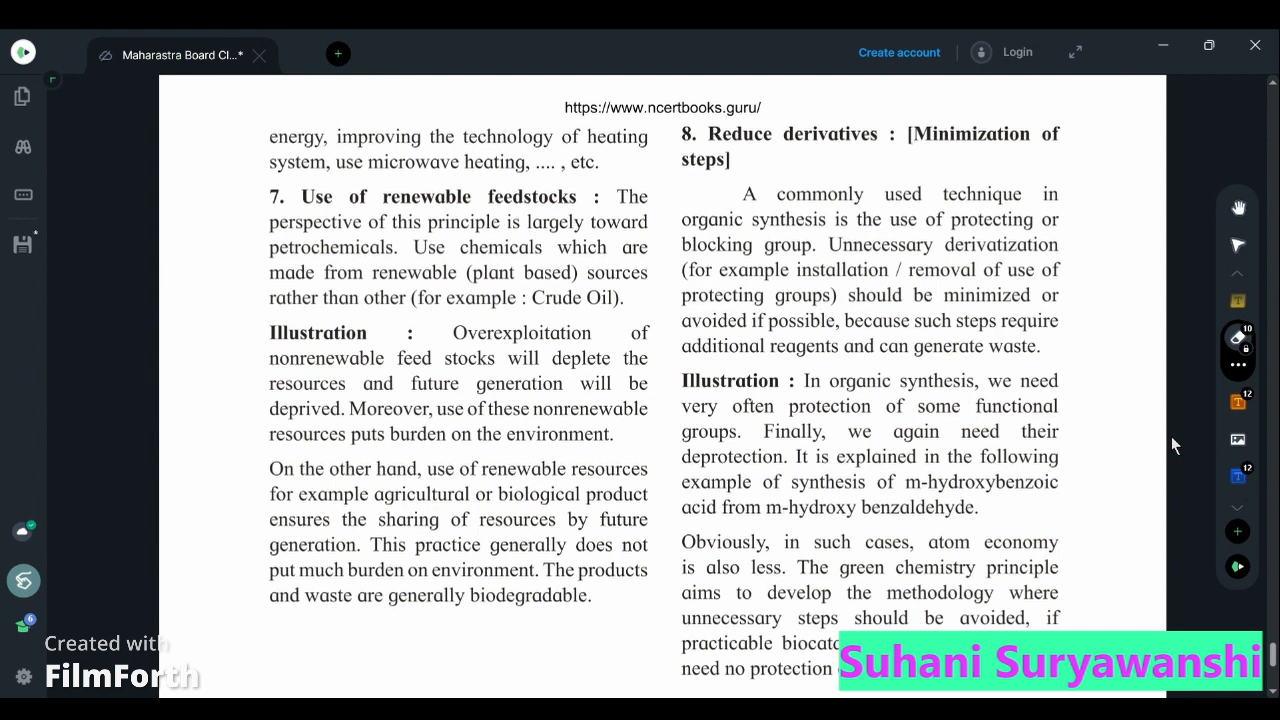 Maharastra Board Cl...*
Create account
Login
https://www.ncertbooks.guru/
energy, improving the technology of heating
system, use microwave heating, .... , etc.
7. Use of renewable feedstocks : The
perspective of this principle is largely toward
petrochemicals. Use chemicals which are
made from renewable (plant based) sources
rather than other (for example : Crude Oil).
Illustration : Overexploitation of
nonrenewable feed stocks will deplete the
resources and future generation will be
deprived. Moreover, use of these nonrenewable
resources puts burden on the environment.
On the other hand, use of renewable resources
for example agricultural or biological product
ensures the sharing of resources by future
generation. This practice generally does not
put much burden on environment. The products
and waste are generally biodegradable.
8. Reduce derivatives : [Minimization of
steps]
A commonly used technique in
organic synthesis is the use of protecting or
blocking group. Unnecessary derivatization
(for example installation / removal of use of
protecting groups) should be minimized or
avoided if possible, because such steps require
additional reagents and can generate waste.
Illustration : In organic synthesis, we need
very often protection of some functional
groups. Finally, we again need their
deprotection. It is explained in the following
example of synthesis of m-hydroxybenzoic
acid from m-hydroxy benzaldehyde.
Obviously, in such cases, atom economy
is also less. The green chemistry principle
aims to develop the methodology where
unnecessary steps should be avoided, if
practicable
need no protection
10
12
12
6
Created with
FilmForth
Suhani Suryawanshi